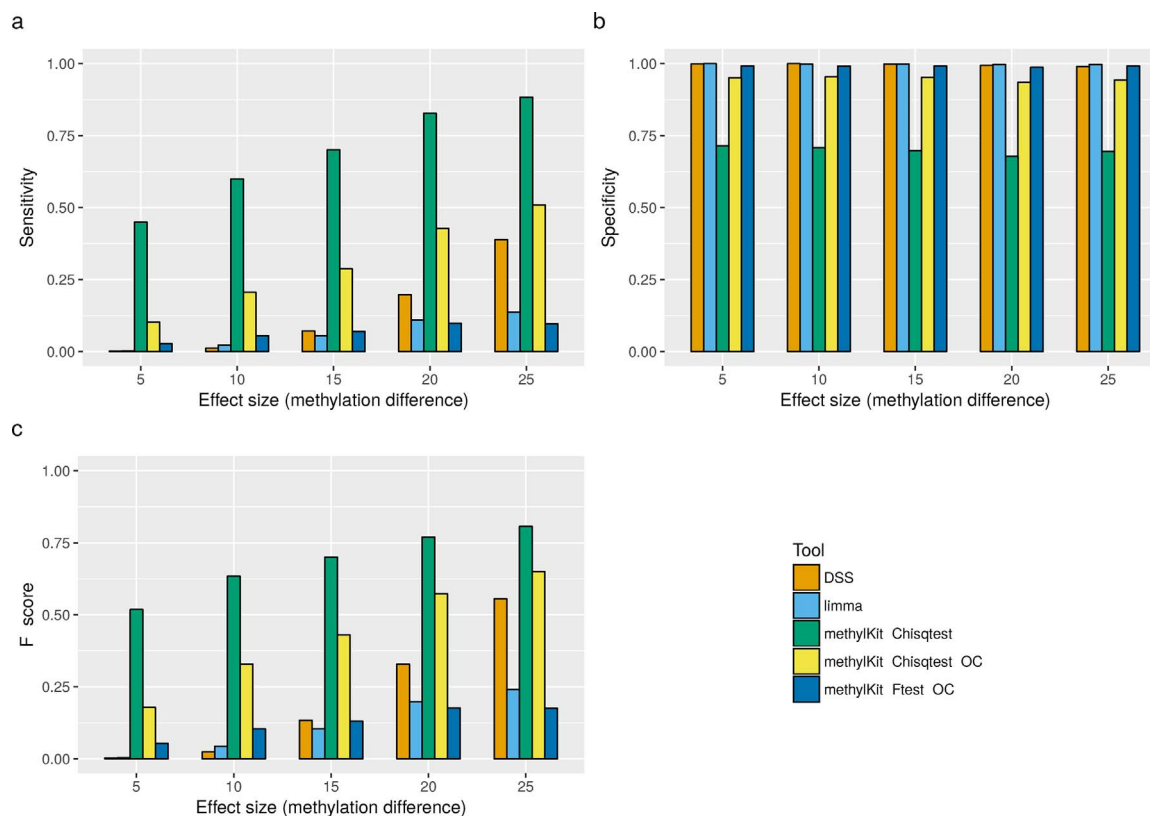 a
1.00
0.75
0.50
0.25
0.00
Sensitivity
5 10 15 20 25
Effect size (methylation difference)
b
1.00
0.75
0.50
0.25
0.00
Specificity
5 10 15 20 25
Effect size (methylation difference)
c
1.00
0.75
0.50
0.25
0.00
F score
5 10 15 20 25
Effect size (methylation difference)
Tool
DSS
limma
methylKit Chisqtest
methylKit Chisqtest OC
methylKit Ftest OC